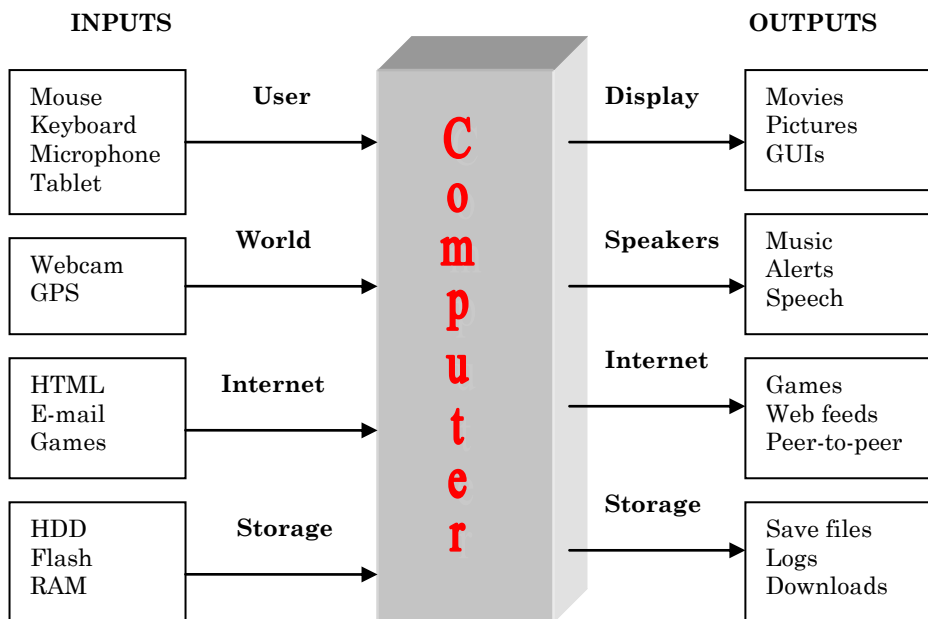 INPUTS
OUTPUTS
Mouse
Keyboard
Microphone
Tablet
User
Webcam
GPS
World
HTML
E-mail
Games
Internet
HDD
Flash
RAM
Storage
Computer
Display
Movies
Pictures
GUIs
Speakers
Music
Alerts
Speech
Internet
Games
Web feeds
Peer-to-peer
Storage
Save files
Logs
Downloads